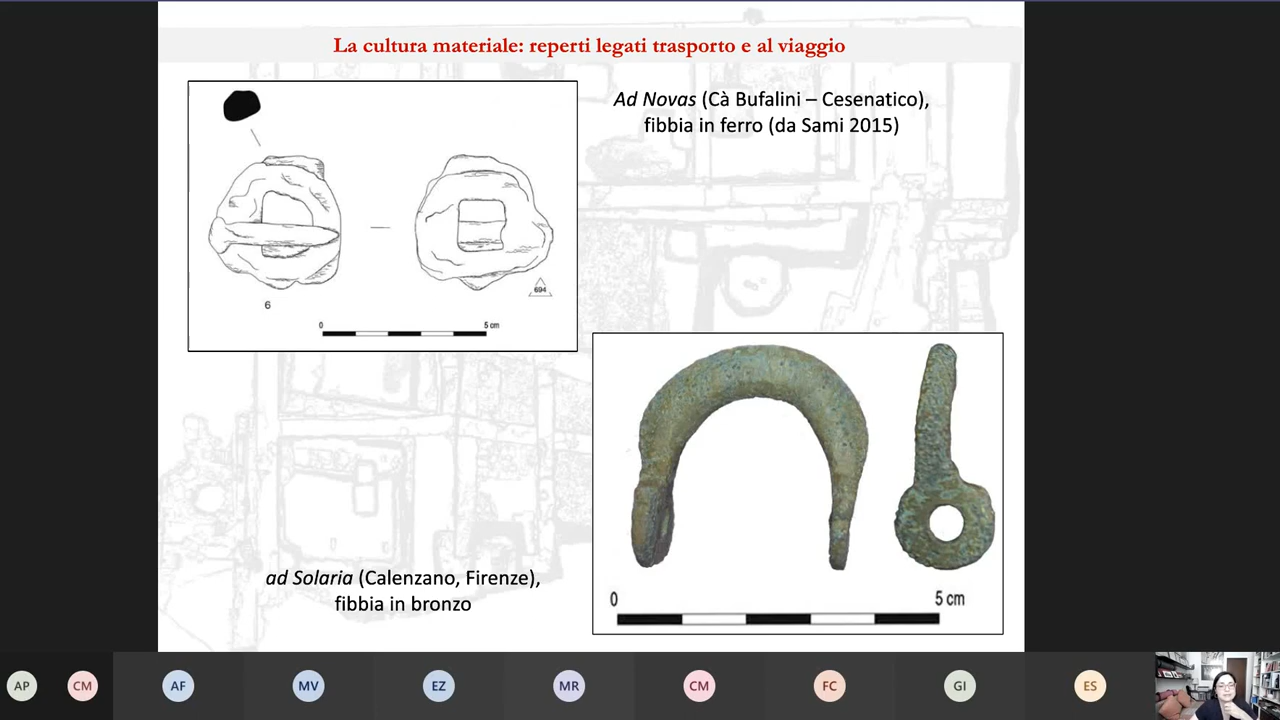 La cultura materiale: reperti legati trasporto e al viaggio
Ad Novas (Cà Bufalini – Cesenatico),
fibbia in ferro (da Sami 2015)
694
6
0 5 cm
0 5 cm
ad Solaria (Calenzano, Firenze),
fibbia in bronzo
AP CM AF MV EZ MR CM FC GI ES